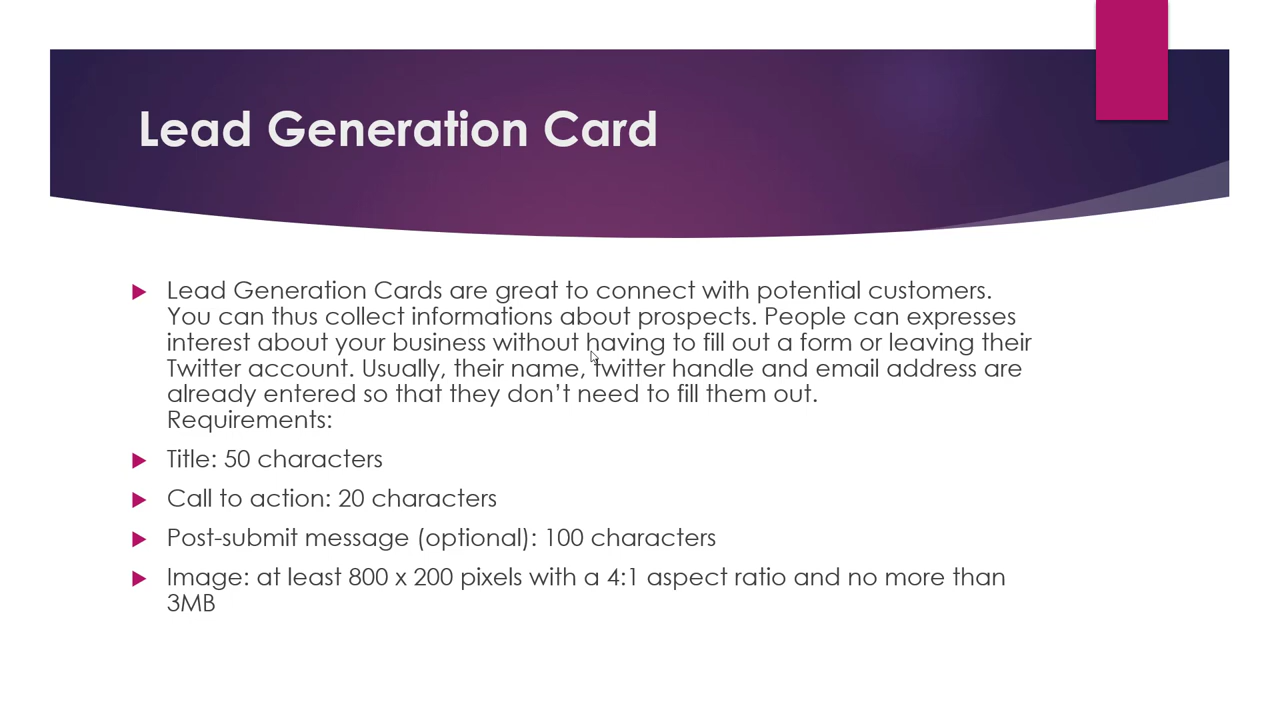 Lead Generation Card
Lead Generation Cards are great to connect with potential customers.
You can thus collect informations about prospects. People can expresses
interest about your business without having to fill out a form or leaving their
Twitter account. Usually, their name, twitter handle and email address are
already entered so that they don’t need to fill them out.
Requirements:
Title: 50 characters
Call to action: 20 characters
Post-submit message (optional): 100 characters
Image: at least 800 x 200 pixels with a 4:1 aspect ratio and no more than
3MB